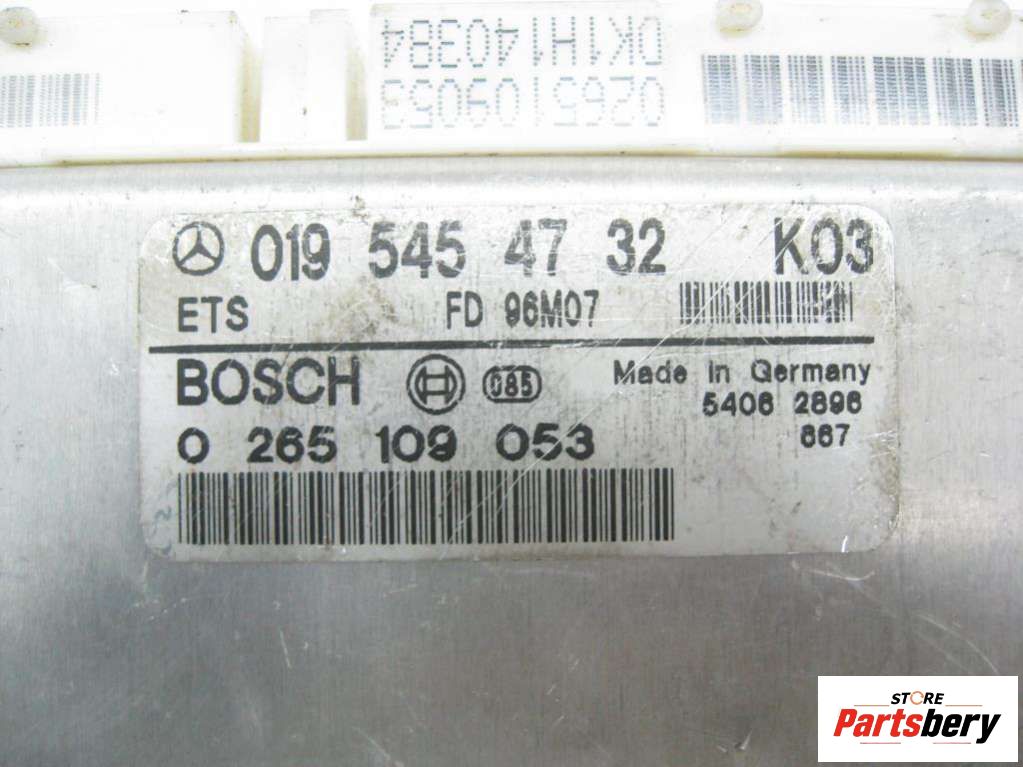 DK1H140384
0265109053
019 545 47 32 K03
ETS FD 96M07
BOSCH 085 Made in Germany
5406 2896
0 265 109 053 667
STORE
Partsbery